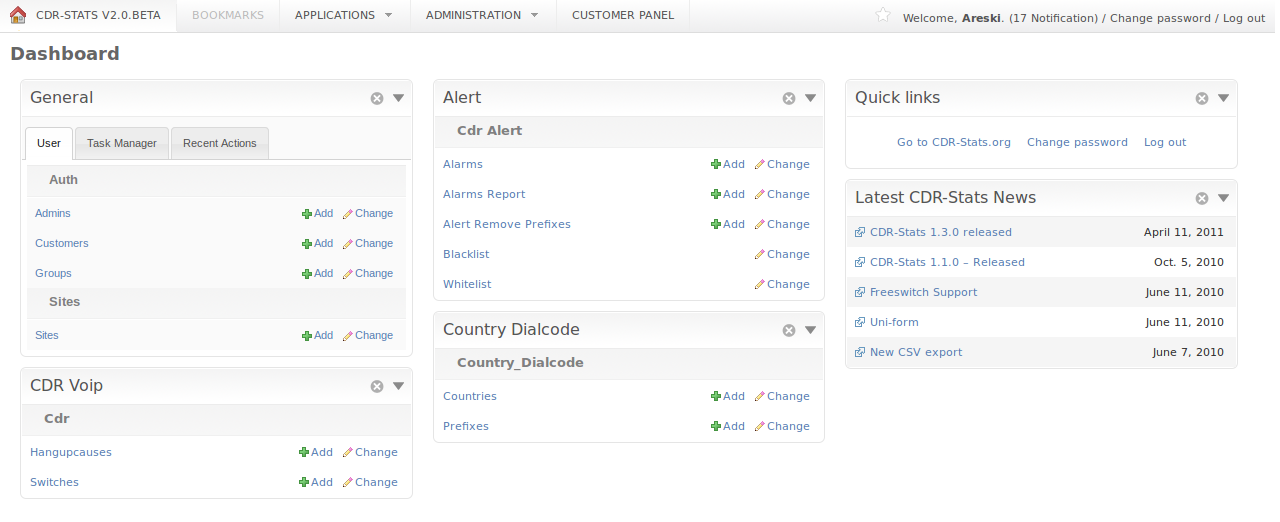 CDR-STATS V2.0.BETA BOOKMARKS APPLICATIONS ADMINISTRATION CUSTOMER PANEL Welcome, Areski. (17 Notification) / Change password / Log out
Dashboard
General
User Task Manager Recent Actions
Auth
Admins Add Change
Customers Add Change
Groups Add Change
Sites
Sites Add Change
CDR Voip
Cdr
Hangupcauses Add Change
Switches Add Change
Alert
Cdr Alert
Alarms Add Change
Alarms Report Add Change
Alert Remove Prefixes Add Change
Blacklist Change
Whitelist Change
Country Dialcode
Country_Dialcode
Countries Add Change
Prefixes Add Change
Quick links
Go to CDR-Stats.org Change password Log out
Latest CDR-Stats News
CDR-Stats 1.3.0 released April 11, 2011
CDR-Stats 1.1.0 – Released Oct. 5, 2010
Freeswitch Support June 11, 2010
Uni-form June 11, 2010
New CSV export June 7, 2010